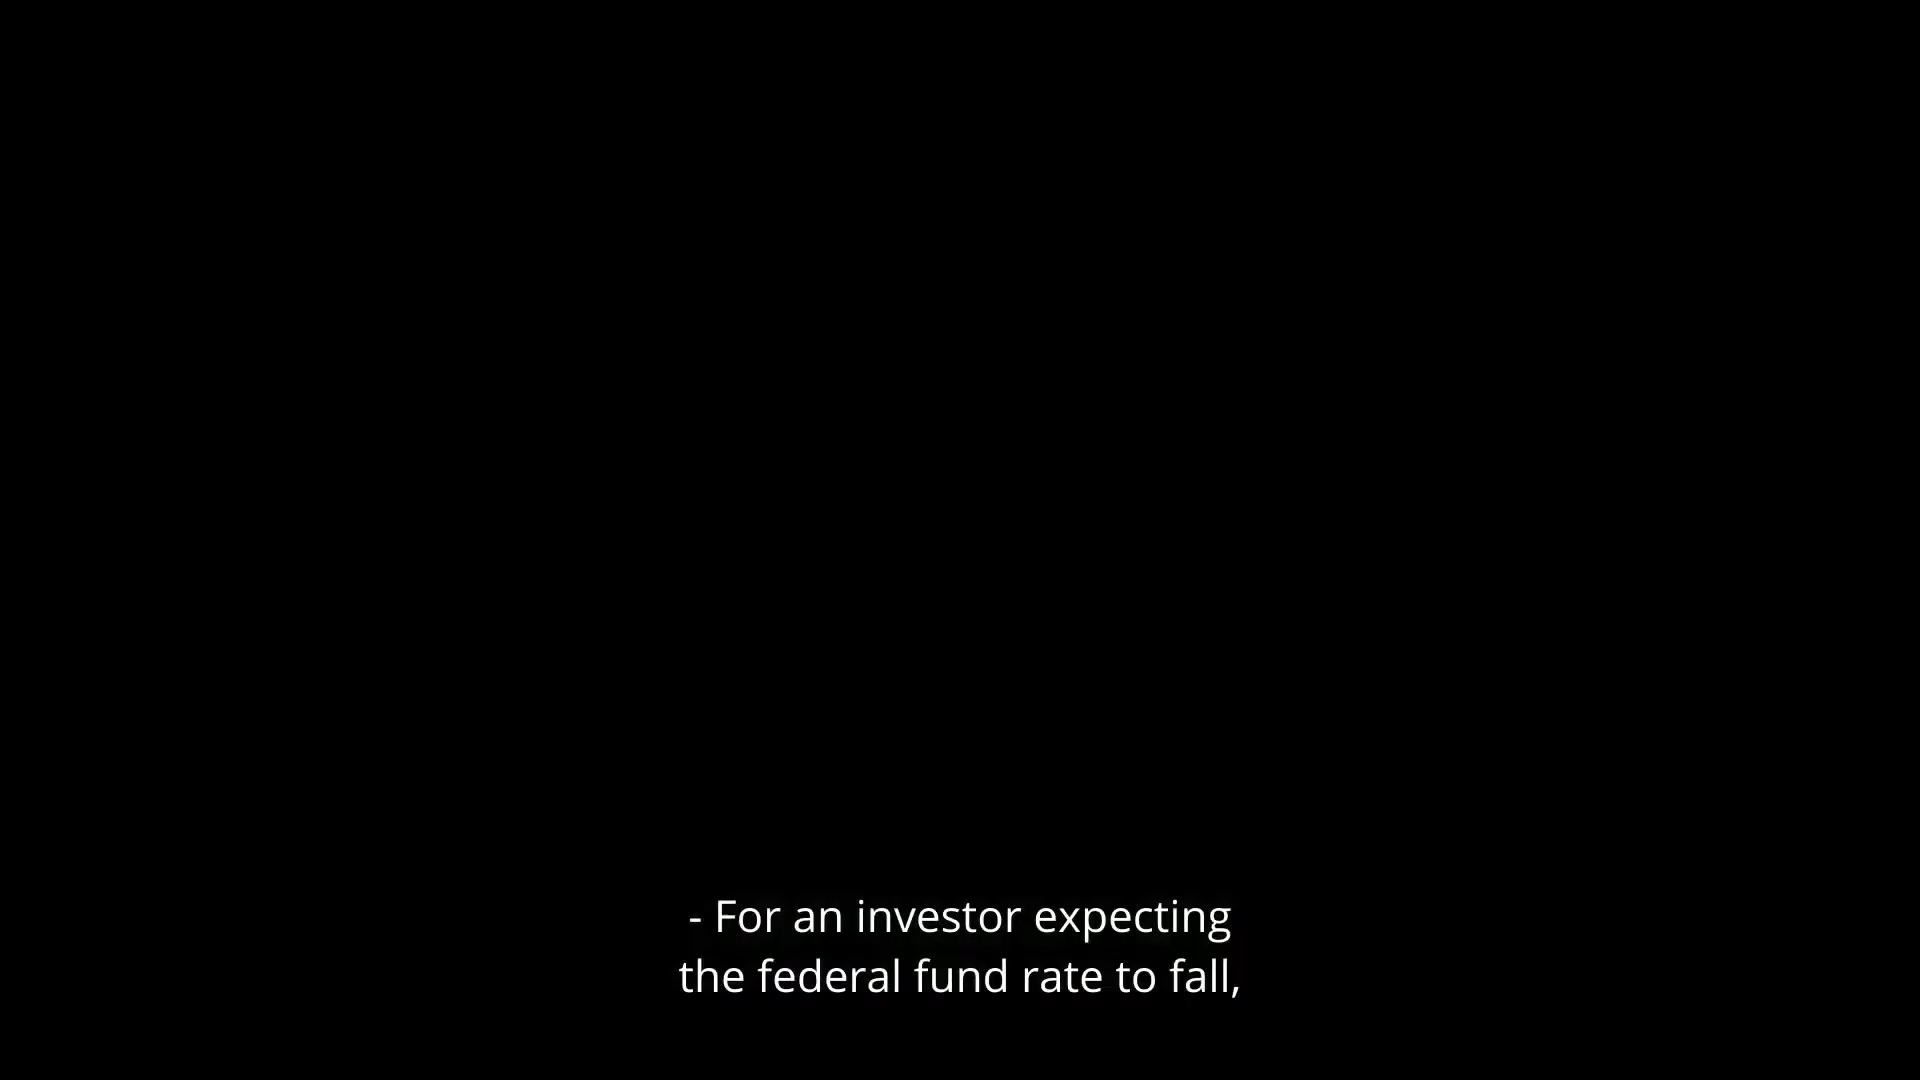 - For an investor expecting
the federal fund rate to fall,